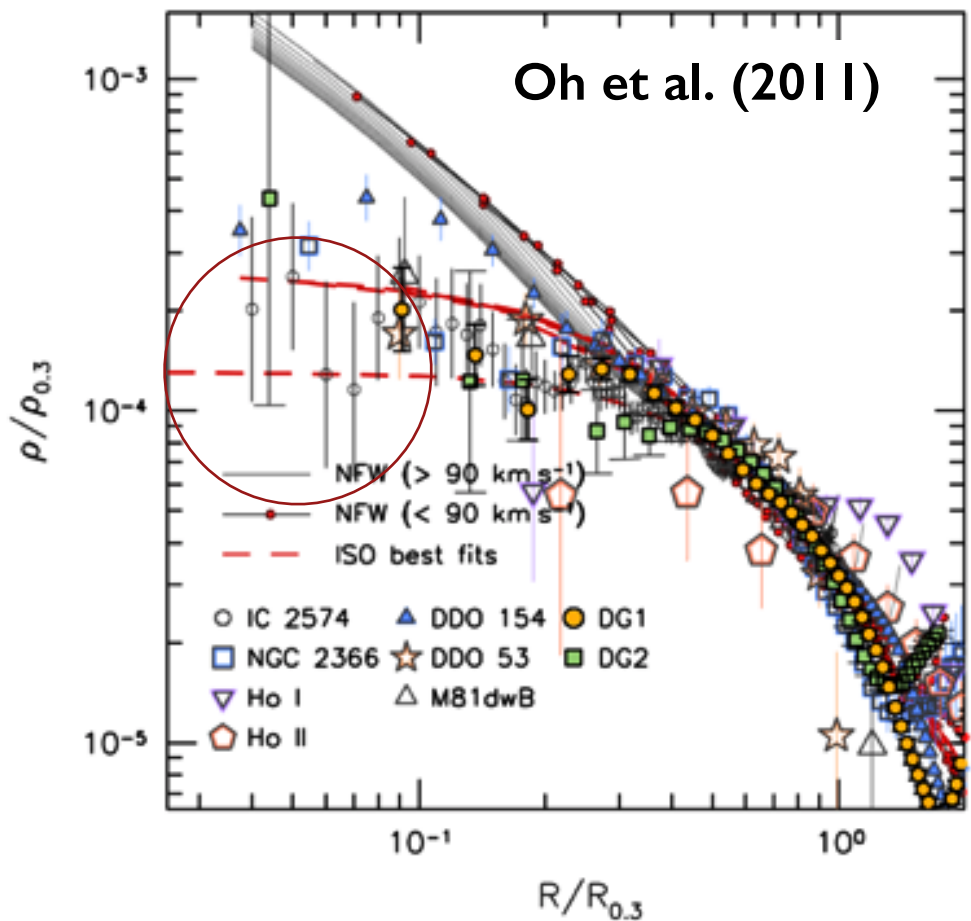 Oh et al. (2011)
10⁻³
10⁻⁴
10⁻⁵
ρ/ρ₀.₃
NFW (> 90 km s⁻¹)
NFW (< 90 km s⁻¹)
ISO best fits
IC 2574 DDO 154 DG1
NGC 2366 DDO 53 DG2
Ho I M81dwB
Ho II
10⁻¹ 10⁰
R/R₀.₃